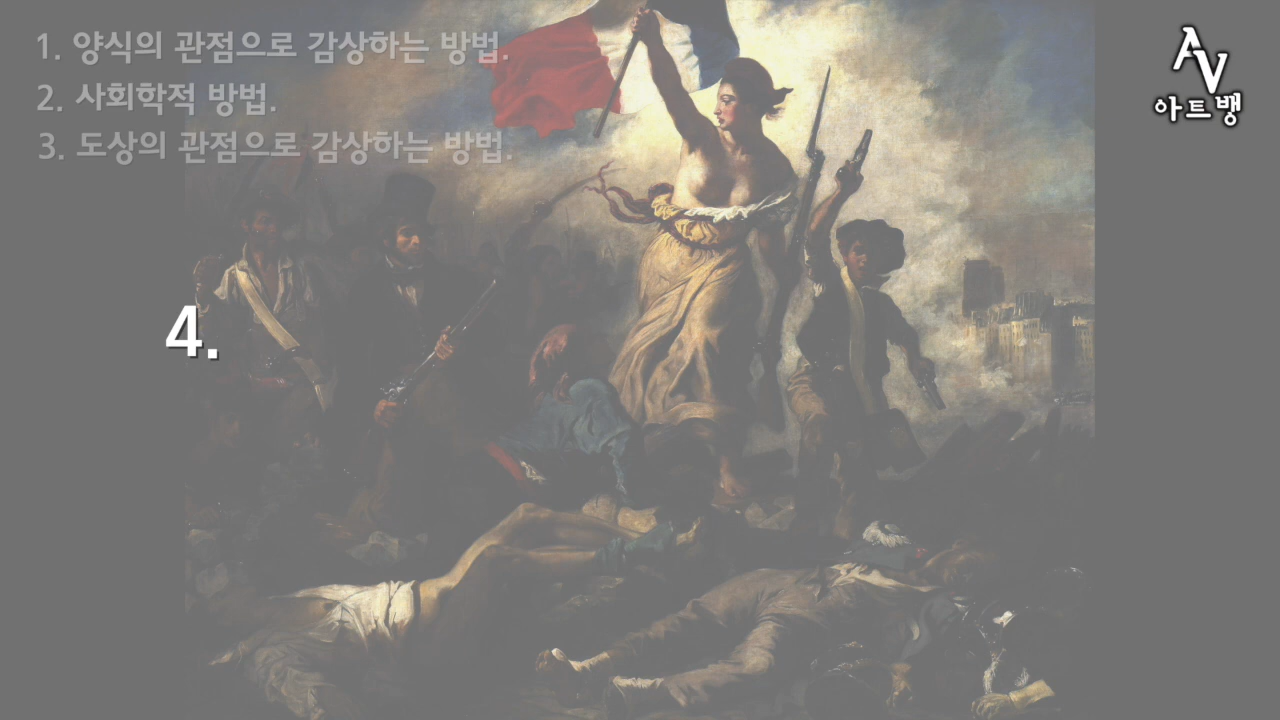 1. 양식의 관점으로 감상하는 방법.
2. 사회학적 방법.
3. 도상의 관점으로 감상하는 방법.
4.
AV
아트뱅